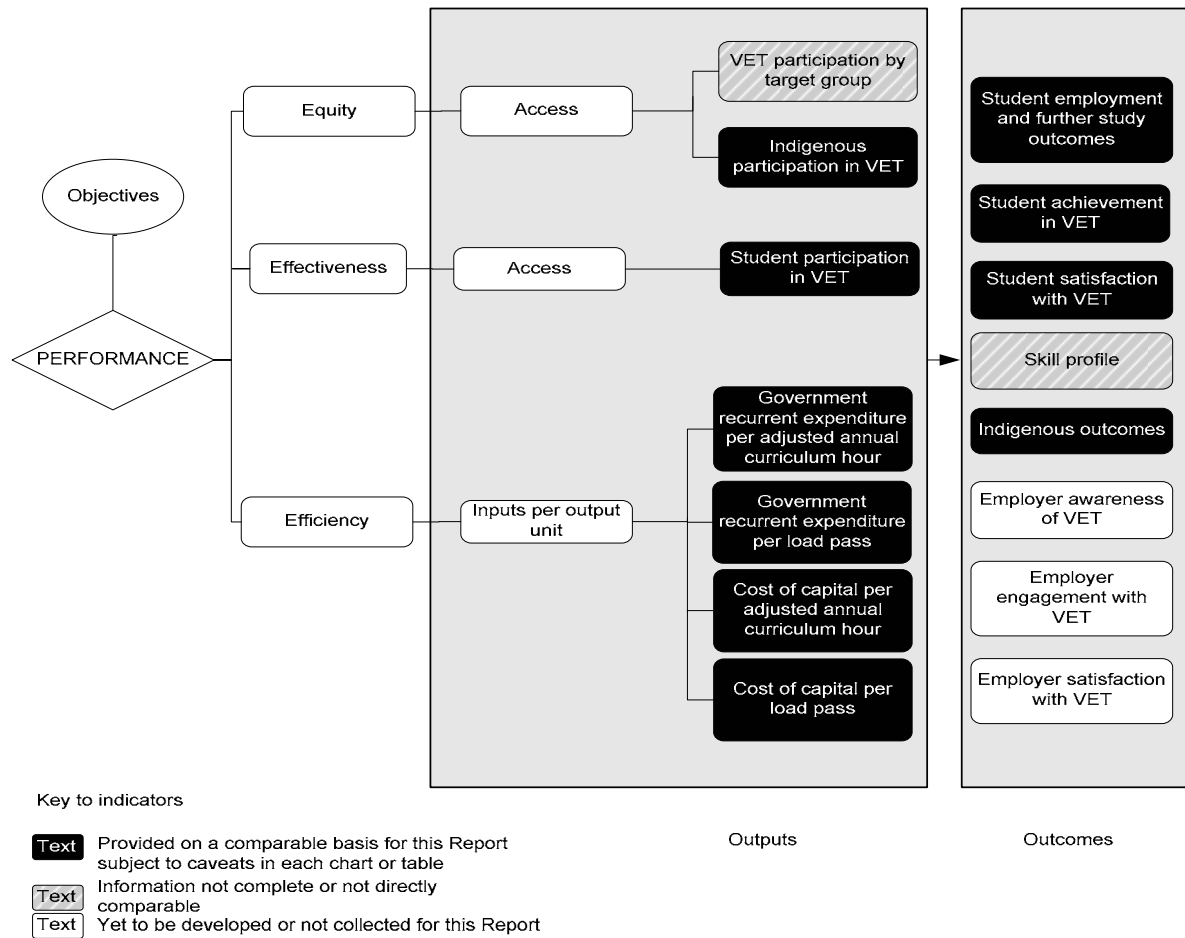 Objectives
PERFORMANCE
Equity
Access
VET participation by
target group
Indigenous
participation in VET
Effectiveness
Access
Student participation
in VET
Efficiency
Inputs per output
unit
Government
recurrent expenditure
per adjusted annual
curriculum hour
Government
recurrent expenditure
per load pass
Cost of capital per
adjusted annual
curriculum hour
Cost of capital per
load pass
Student employment
and further study
outcomes
Student achievement
in VET
Student satisfaction
with VET
Skill profile
Indigenous outcomes
Employer awareness
of VET
Employer
engagement with
VET
Employer satisfaction
with VET
Outputs
Outcomes
Key to indicators
Text
Provided on a comparable basis for this Report
subject to caveats in each chart or table
Text
Information not complete or not directly
comparable
Text
Yet to be developed or not collected for this Report